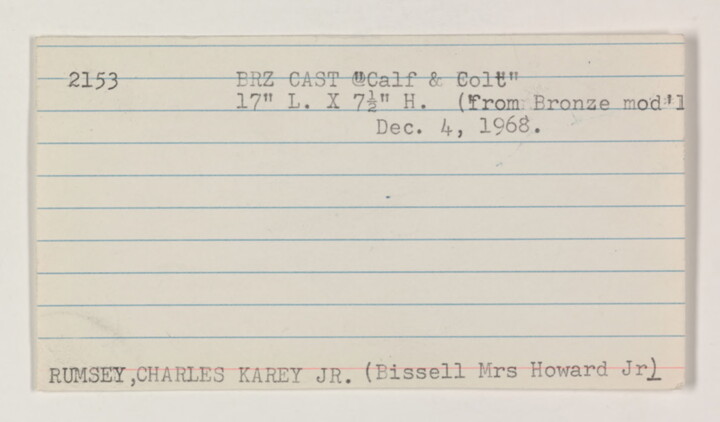 2153 BRZ CAST "Calf & Colt"
17" L. X 7½" H. (from Bronze mod'l
Dec. 4, 1968.
RUMSEY,CHARLES KAREY JR. (Bissell Mrs Howard Jr)